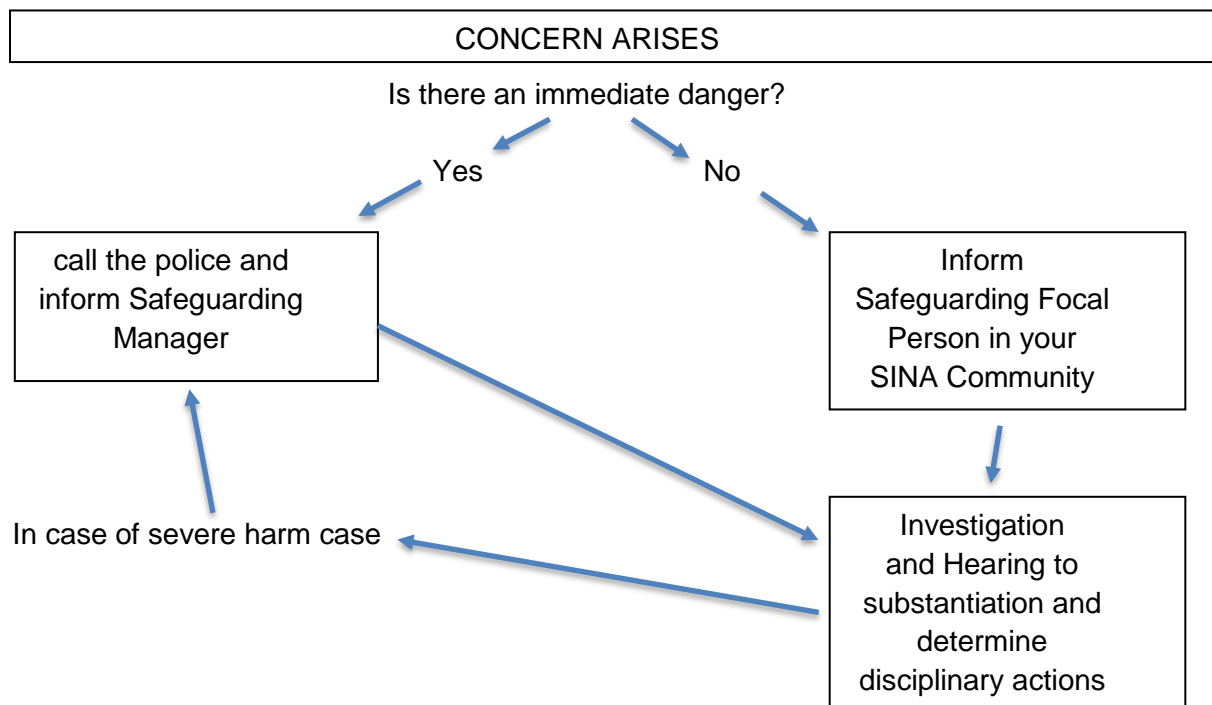 CONCERN ARISES
Is there an immediate danger?
Yes
No
call the police and
inform Safeguarding
Manager
Inform
Safeguarding Focal
Person in your
SINA Community
In case of severe harm case
Investigation
and Hearing to
substantiation and
determine
disciplinary actions